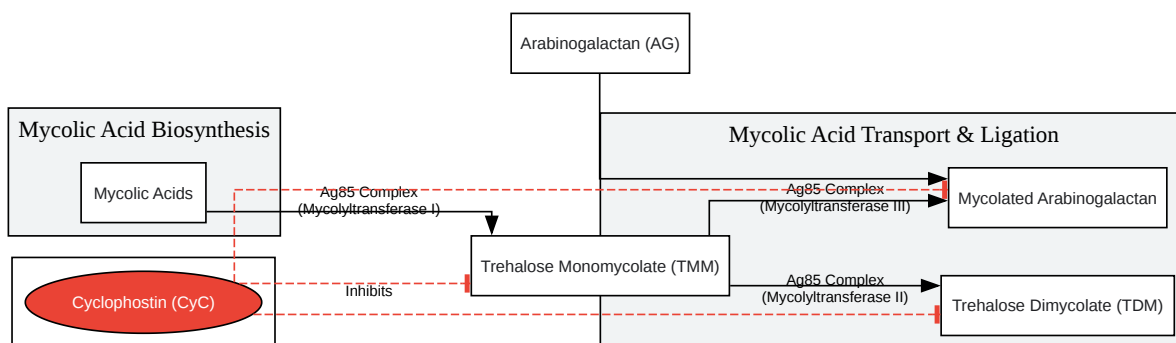 Arabinogalactan (AG)
Mycolic Acid Biosynthesis
Mycolic Acid Transport & Ligation
Mycolic Acids
Ag85 Complex
(Mycolyltransferase I)
Ag85 Complex
(Mycolyltransferase III)
Mycolated Arabinogalactan
Trehalose Monomycolate (TMM)
Cyclophostin (CyC)
Inhibits
Ag85 Complex
(Mycolyltransferase II)
Trehalose Dimycolate (TDM)